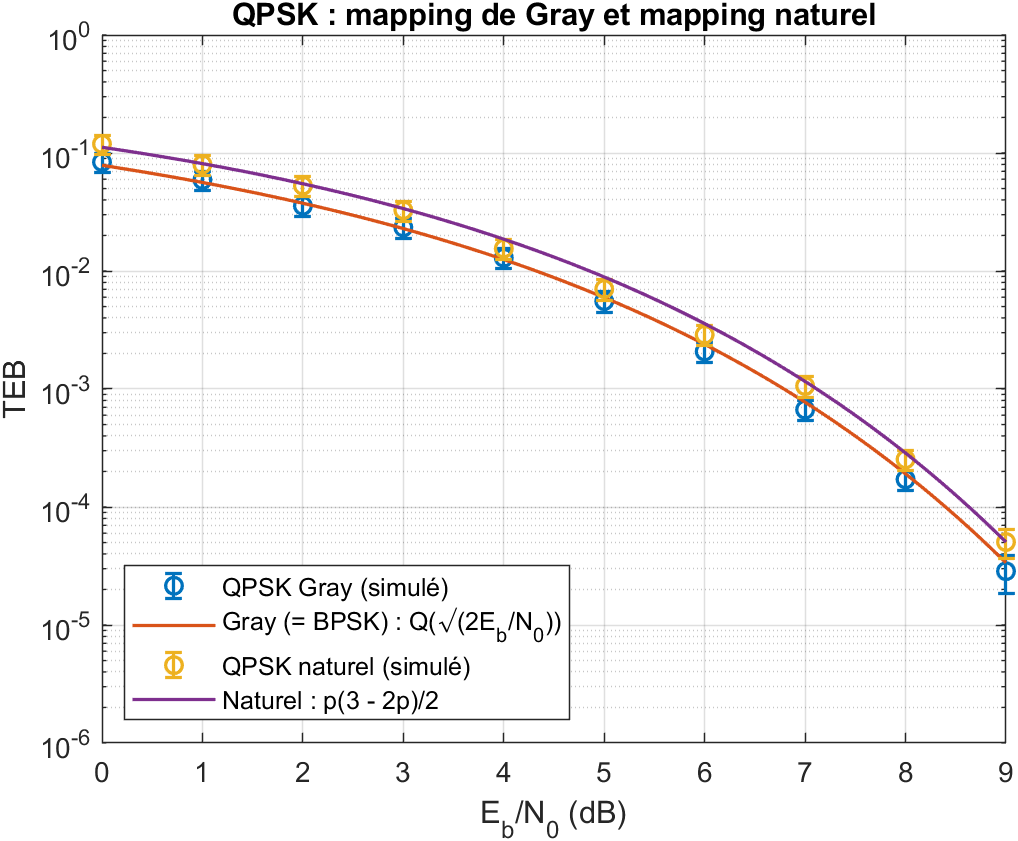 QPSK : mapping de Gray et mapping naturel
10^0
10^-1
10^-2
10^-3
10^-4
10^-5
10^-6
TEB
QPSK Gray (simulé)
Gray (= BPSK) : Q(√(2E_b/N_0))
QPSK naturel (simulé)
Naturel : p(3 - 2p)/2
0 1 2 3 4 5 6 7 8 9
E_b/N_0 (dB)